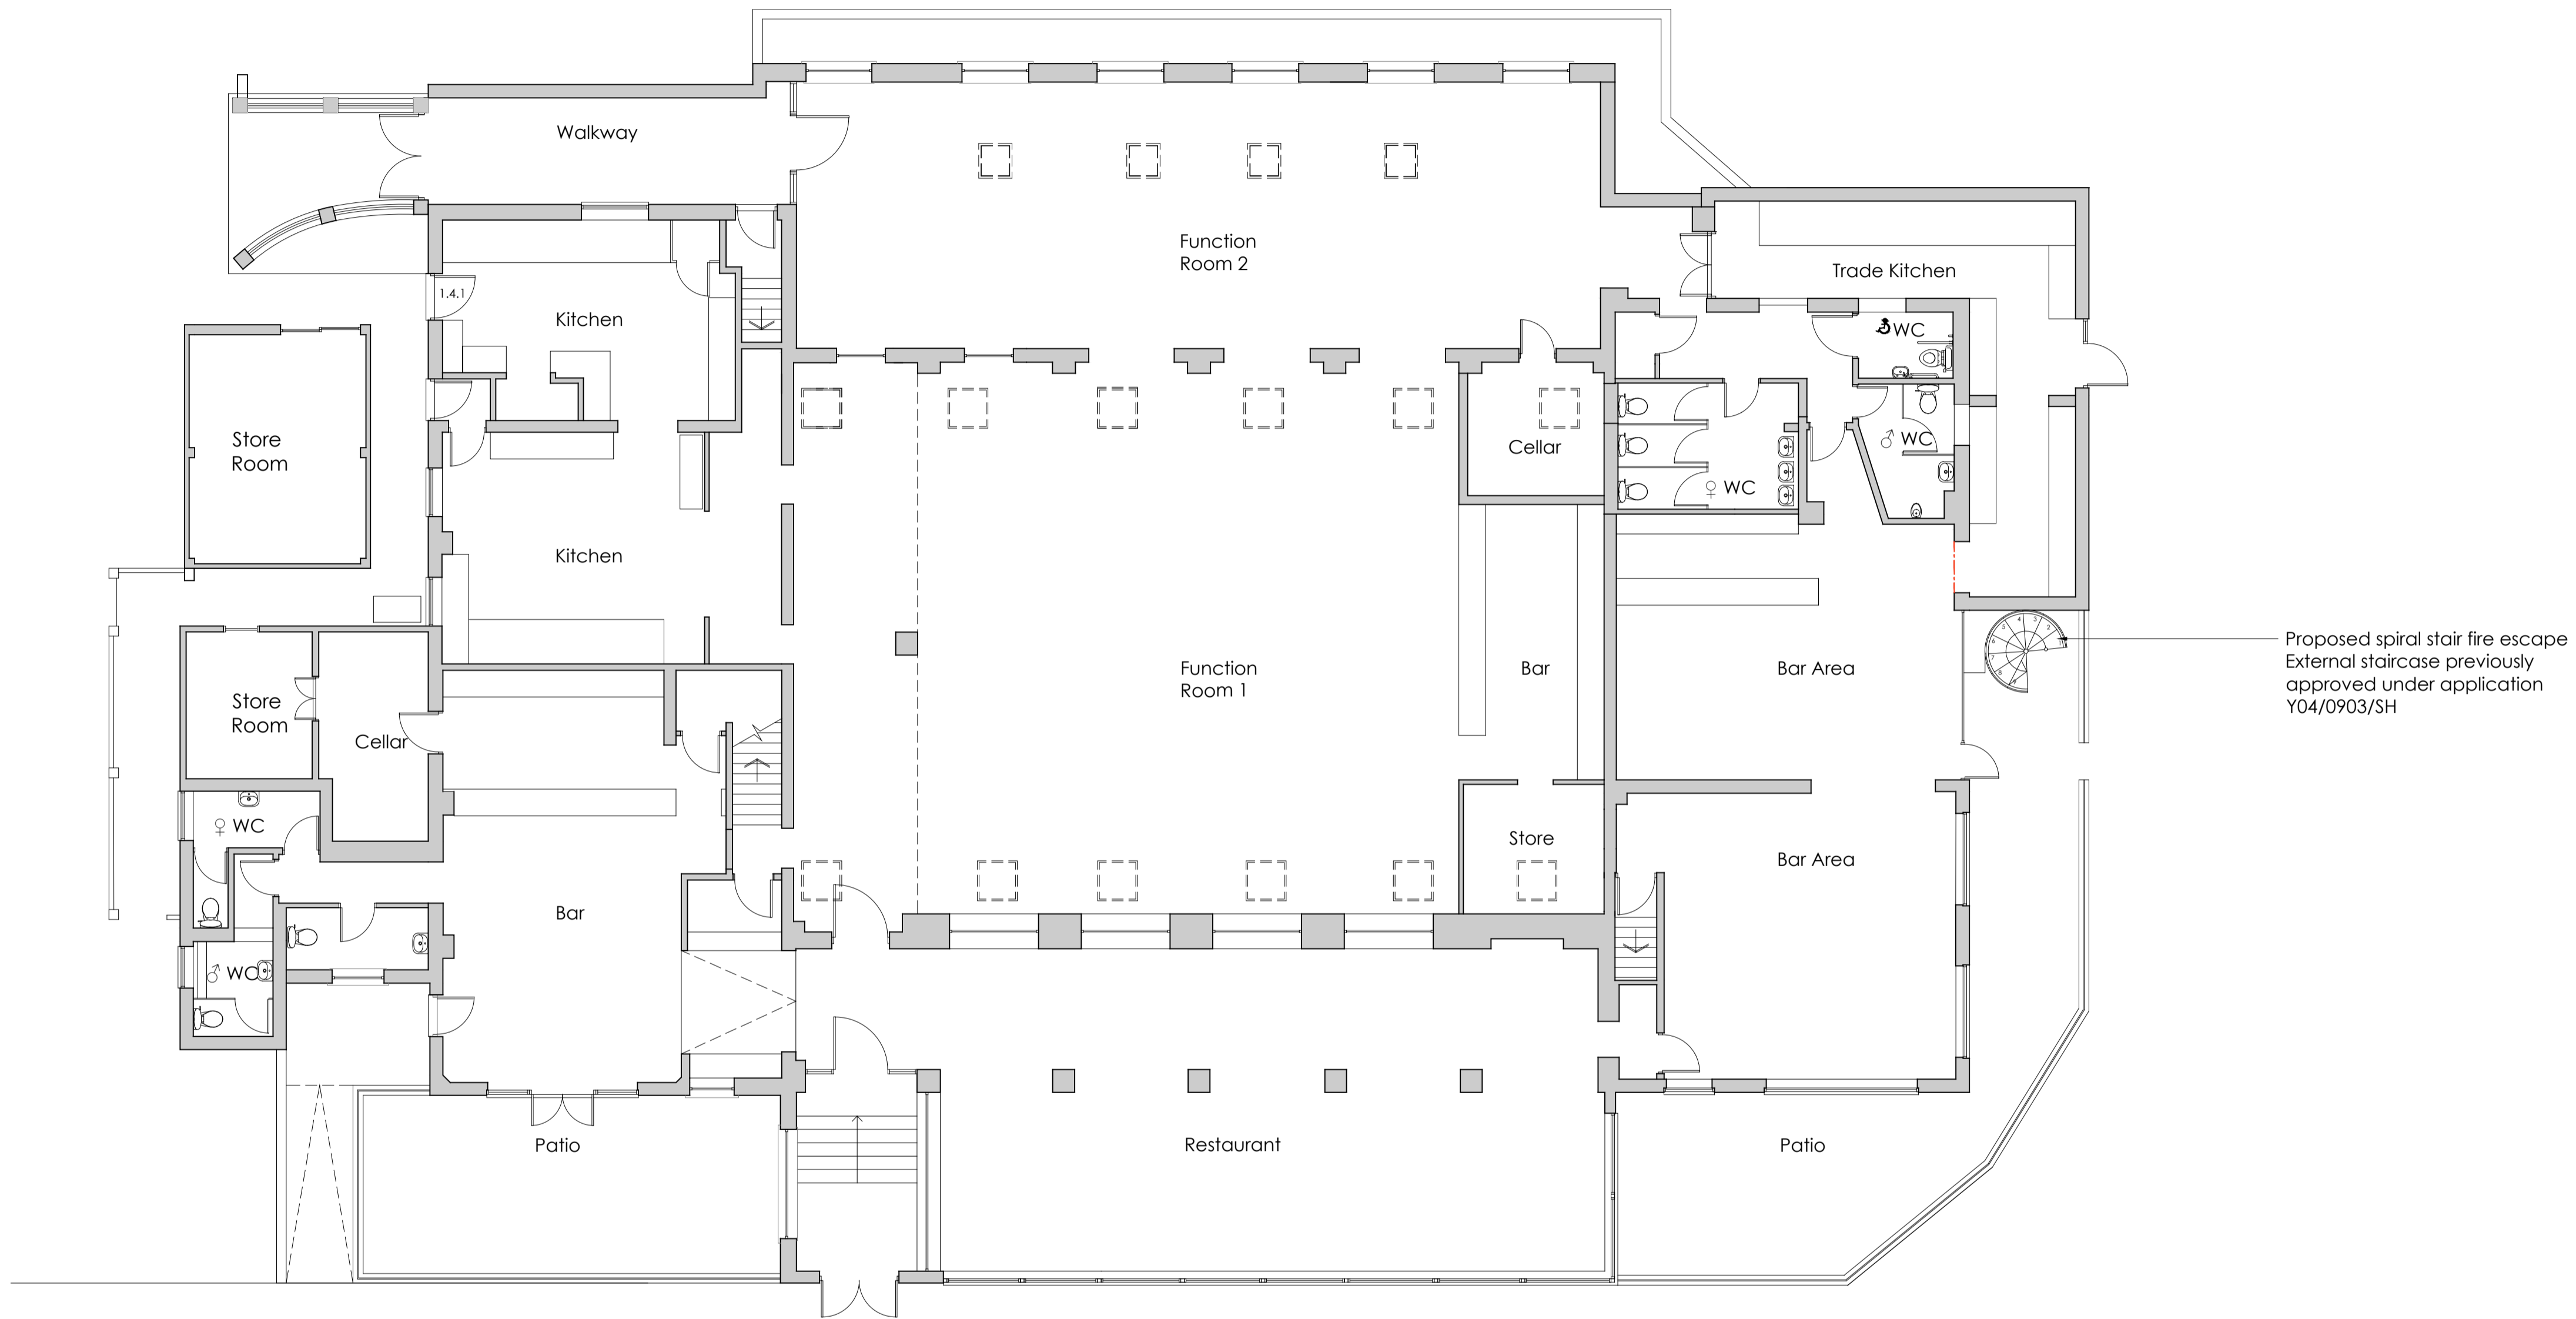 Walkway
Function
Room 2
Trade Kitchen
1.4.1
Kitchen
WC
Store
Room
Cellar
WC
WC
Kitchen
Proposed spiral stair fire escape
External staircase previously
approved under application
Y04/0903/SH
Function
Room 1
Bar
Bar Area
Store
Room
Cellar
WC
Store
Bar Area
Bar
WC
Patio
Restaurant
Patio